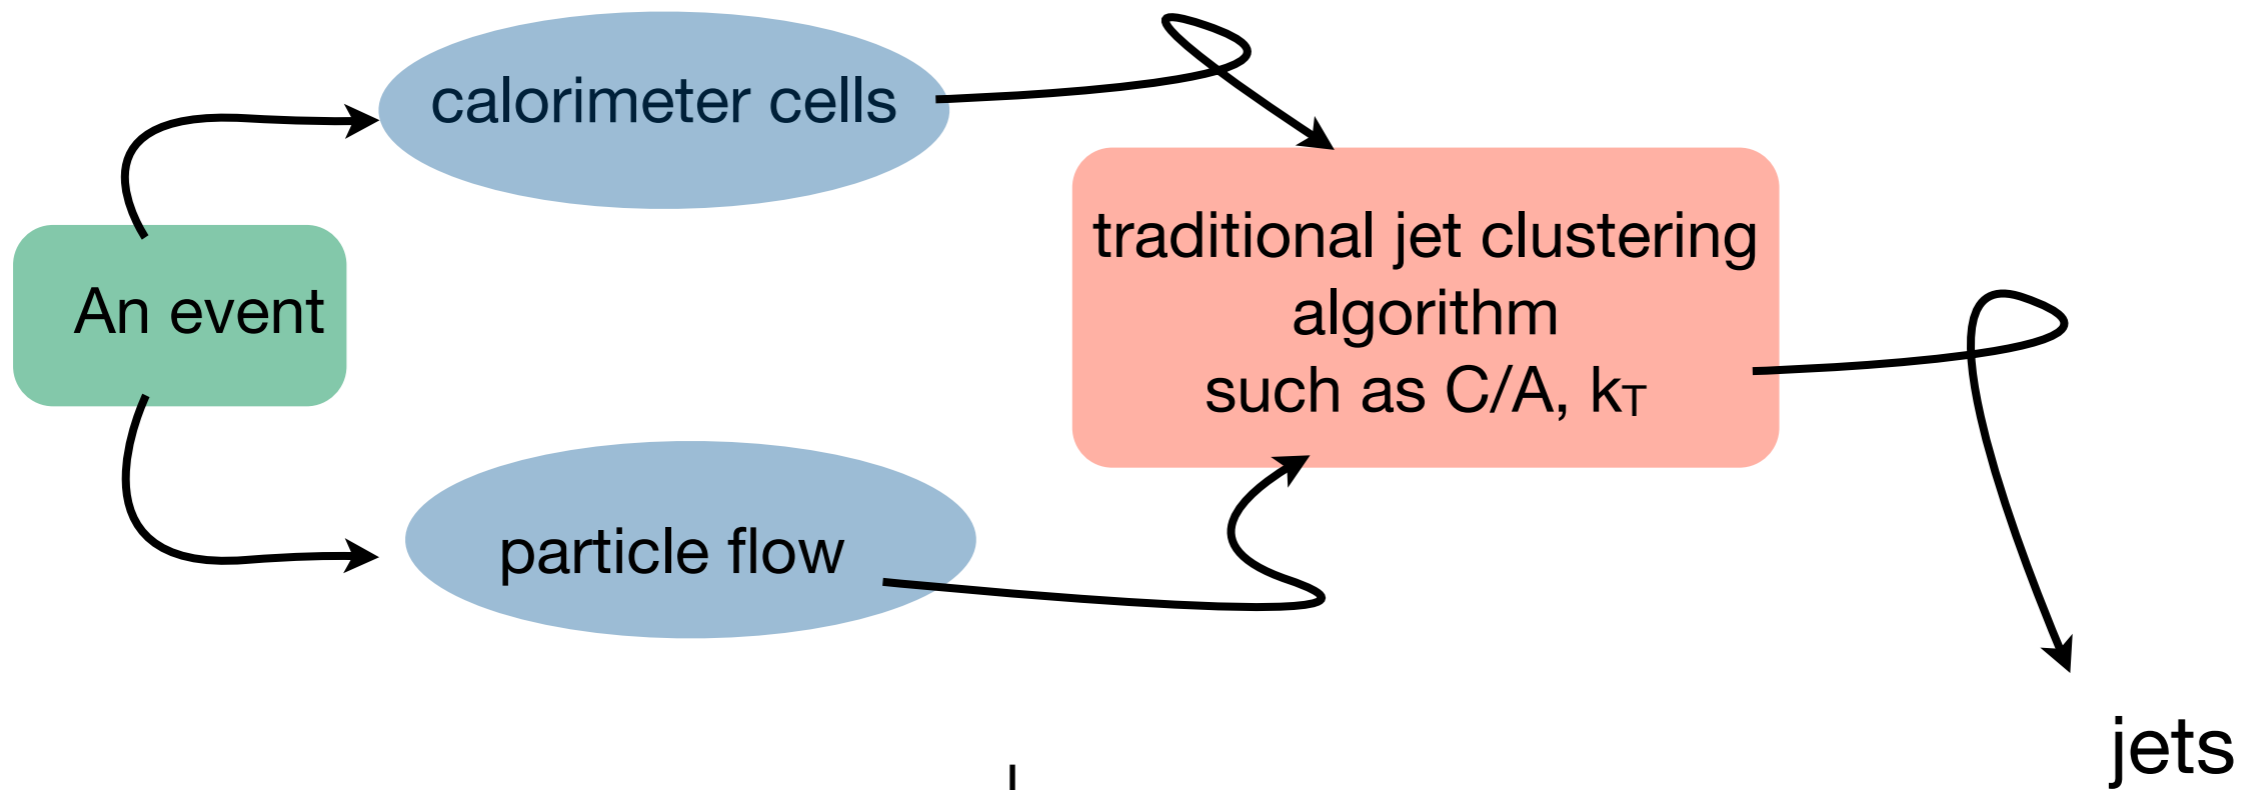 calorimeter cells
An event
particle flow
traditional jet clustering
algorithm
such as C/A, kT
jets